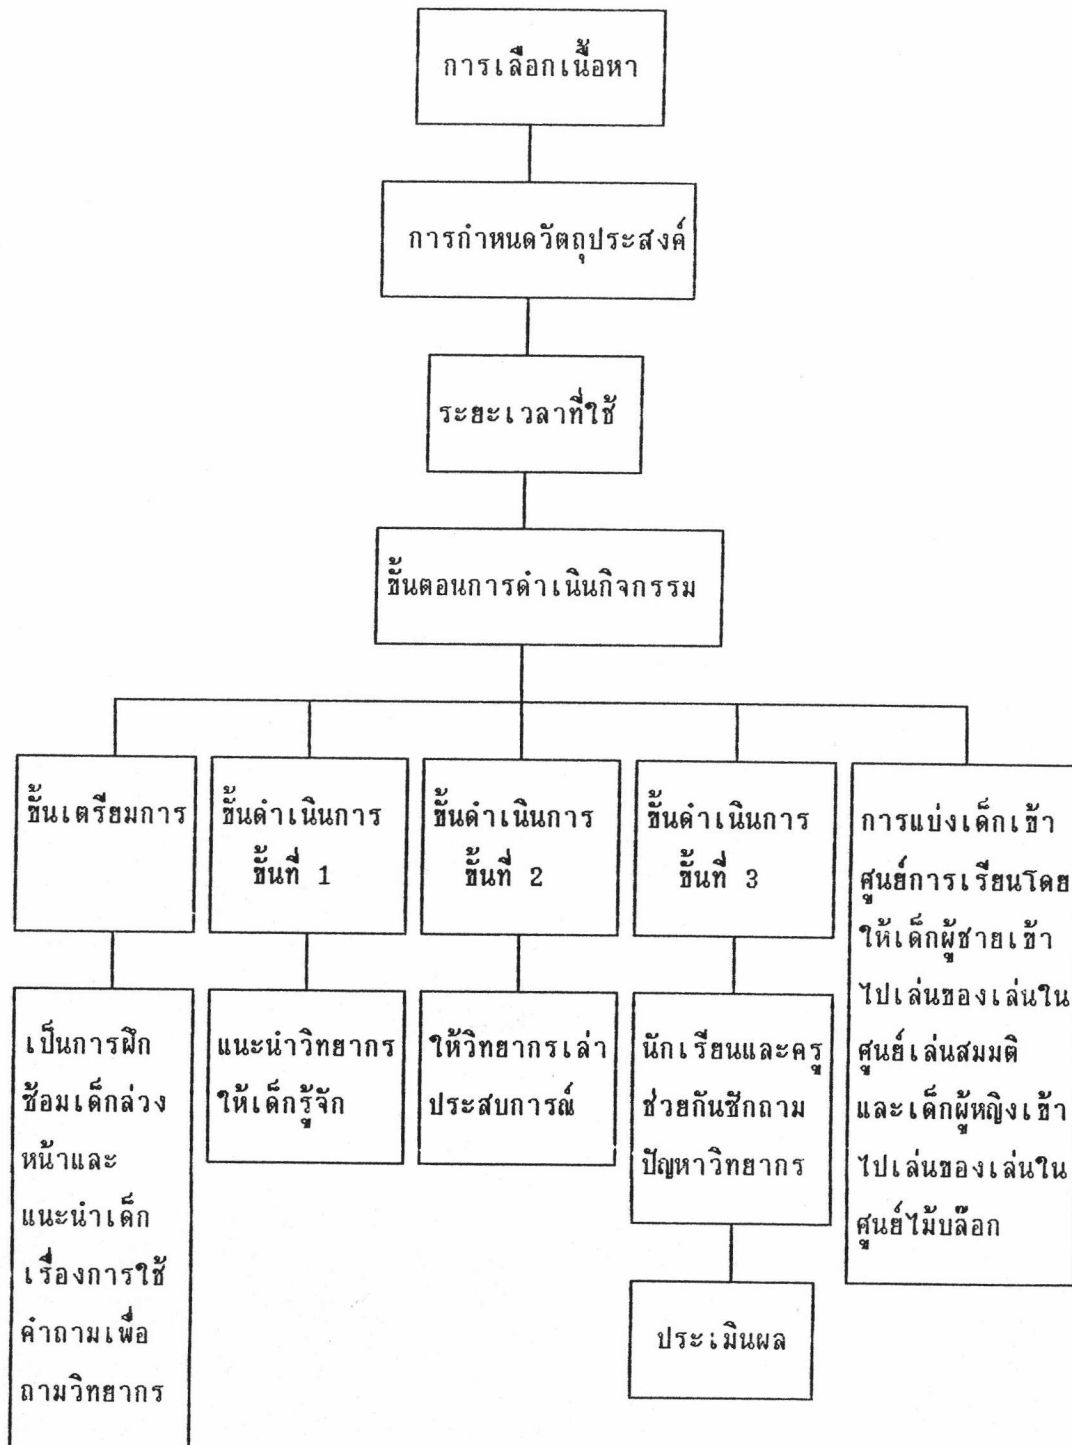 การเลือกเนื้อหา
การกำหนดวัตถุประสงค์
ระยะเวลาที่ใช้
ขั้นตอนการดำเนินกิจกรรม
ขั้นเตรียมการ
เป็นการฝึก
ซ้อมเด็กล่วง
หน้าและ
แนะนำเด็ก
เรื่องการใช้
คำถามเพื่อ
ถามวิทยากร
ขั้นดำเนินการ
ขั้นที่ 1
แนะนำวิทยากร
ให้เด็กรู้จัก
ขั้นดำเนินการ
ขั้นที่ 2
ให้วิทยากรเล่า
ประสบการณ์
ขั้นดำเนินการ
ขั้นที่ 3
นักเรียนและครู
ช่วยกันซักถาม
ปัญหาวิทยากร
ประเมินผล
การแบ่งเด็กเข้า
ศูนย์การเรียนโดย
ให้เด็กผู้ชายเข้า
ไปเล่นของเล่นใน
ศูนย์เล่นสมมติ
และเด็กผู้หญิงเข้า
ไปเล่นของเล่นใน
ศูนย์ไม้บล๊อก